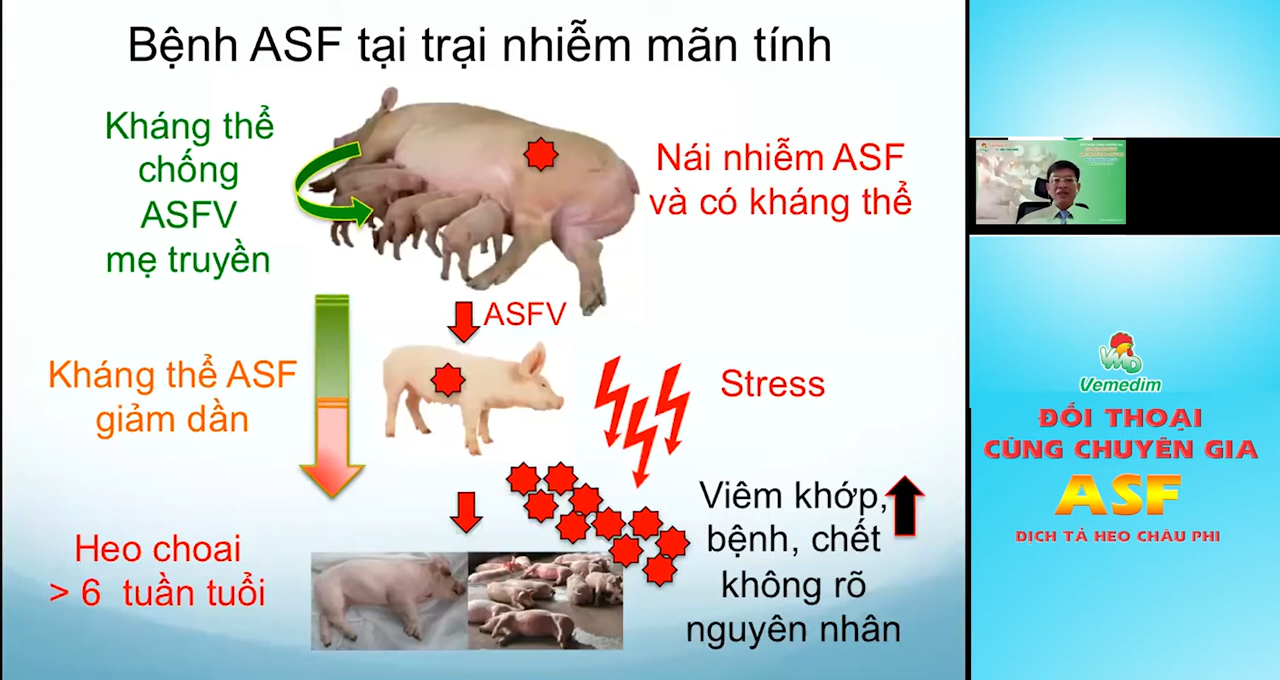 Bệnh ASF tại trại nhiễm mãn tính
Kháng thể
chống
ASFV
mẹ truyền
Nái nhiễm ASF
và có kháng thể
ASFV
Kháng thể ASF
giảm dần
Stress
Heo choai
> 6 tuần tuổi
Viêm khớp,
bệnh, chết
không rõ
nguyên nhân
VMD
Vemedim
ĐỐI THOẠI
CÙNG CHUYÊN GIA
ASF
DỊCH TẢ HEO CHÂU PHI